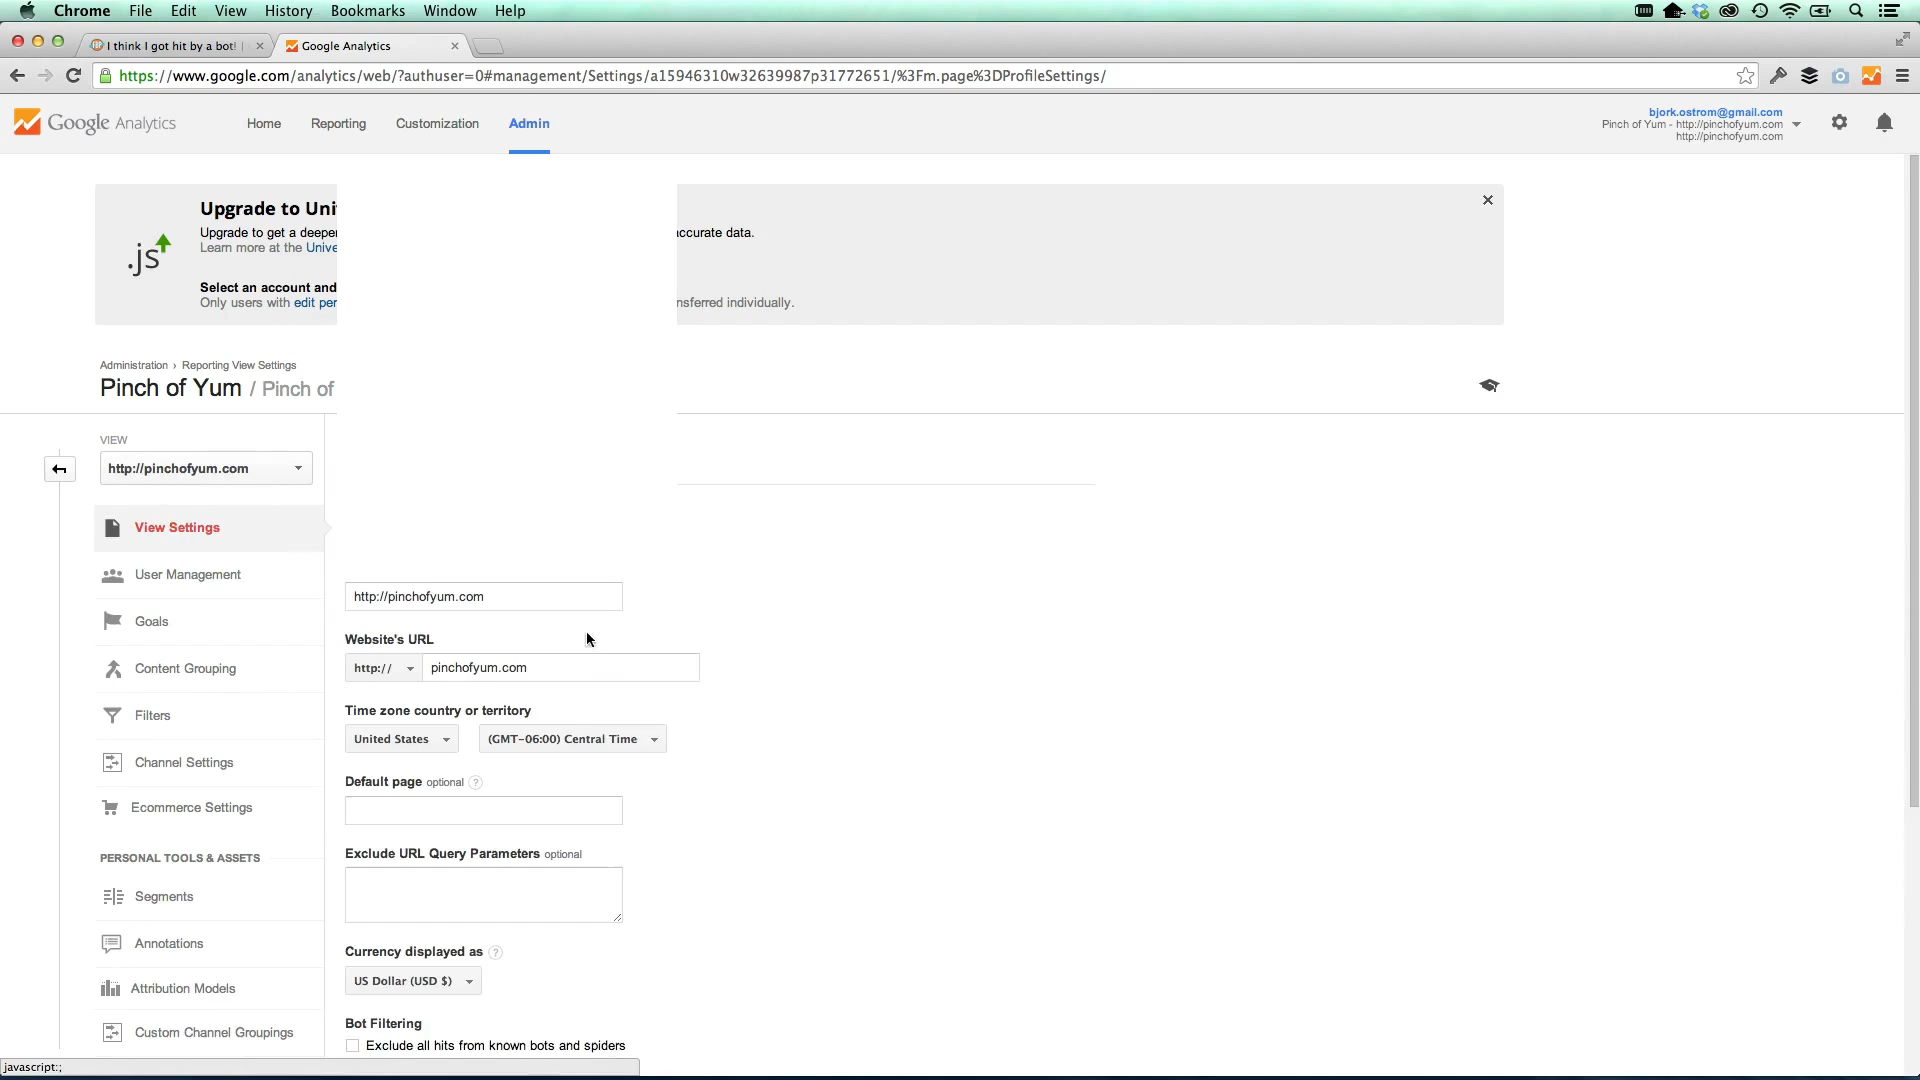 Chrome File Edit View History Bookmarks Window Help
I think I got hit by a bot! |
Google Analytics
https://www.google.com/analytics/web/?authuser=0#management/Settings/a15946310w32639987p31772651/%3Fm.page%3DProfileSettings/
Google Analytics
Home Reporting Customization Admin
bjork.ostrom@gmail.com
Pinch of Yum - http://pinchofyum.com
http://pinchofyum.com
Upgrade to Uni
Upgrade to get a deeper
accurate data.
Learn more at the Unive
.js
Select an account and
Only users with edit per
nsferred individually.
Administration › Reporting View Settings
Pinch of Yum / Pinch of
VIEW
http://pinchofyum.com
View Settings
User Management
Goals
Content Grouping
Filters
Channel Settings
Ecommerce Settings
PERSONAL TOOLS & ASSETS
Segments
Annotations
Attribution Models
Custom Channel Groupings
http://pinchofyum.com
Website's URL
http:// pinchofyum.com
Time zone country or territory
United States (GMT-06:00) Central Time
Default page optional ?
Exclude URL Query Parameters optional
Currency displayed as ?
US Dollar (USD $)
Bot Filtering
Exclude all hits from known bots and spiders
javascript:;